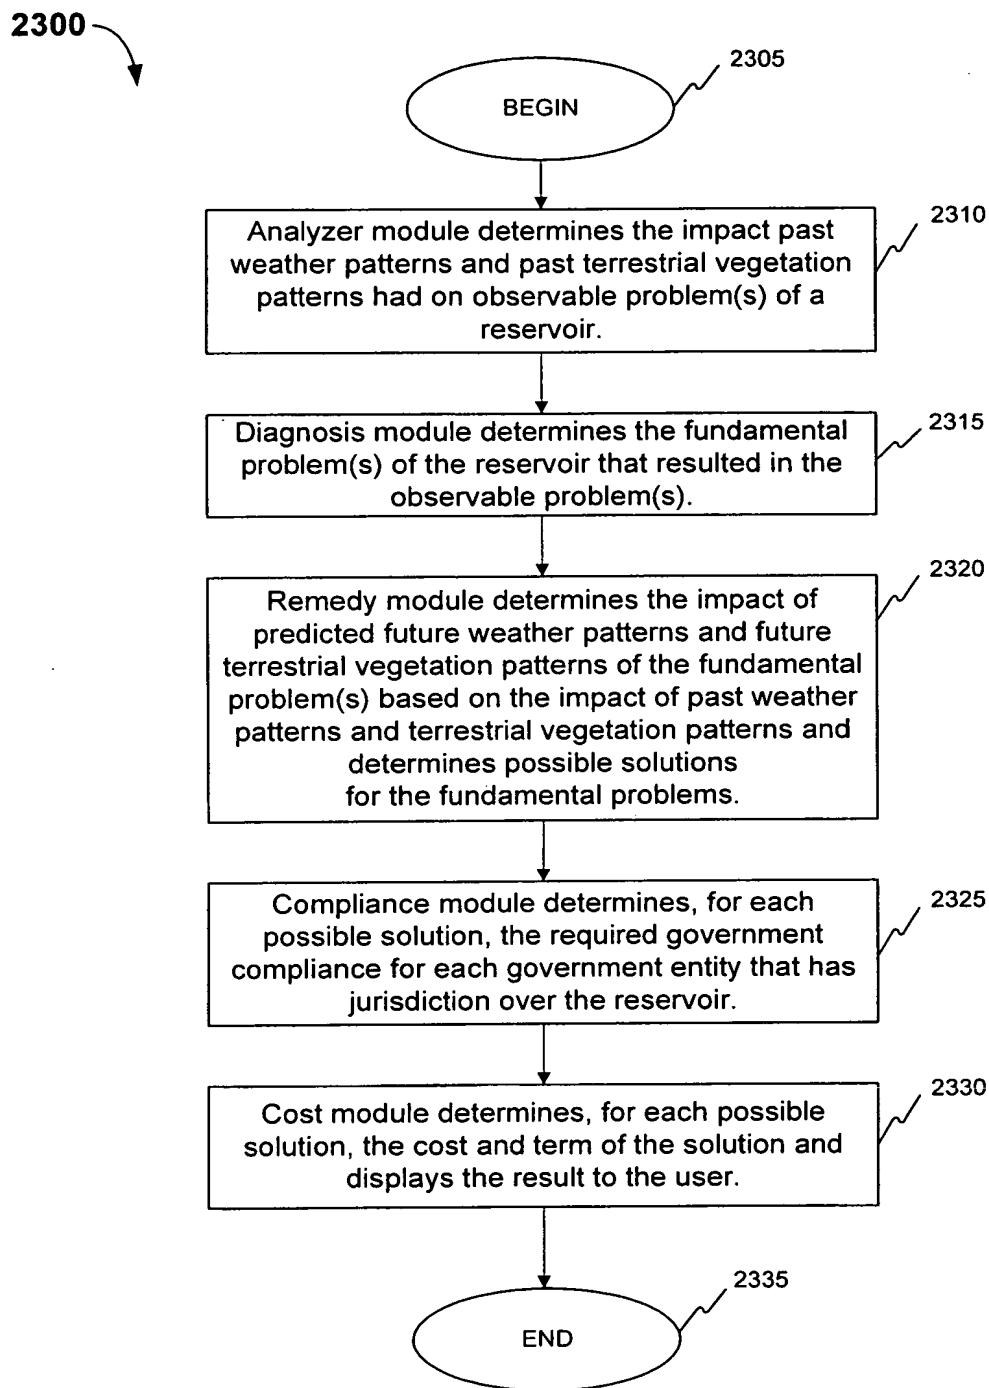 2300
2305
BEGIN
2310
Analyzer module determines the impact past
weather patterns and past terrestrial vegetation
patterns had on observable problem(s) of a
reservoir.
2315
Diagnosis module determines the fundamental
problem(s) of the reservoir that resulted in the
observable problem(s).
2320
Remedy module determines the impact of
predicted future weather patterns and future
terrestrial vegetation patterns of the fundamental
problem(s) based on the impact of past weather
patterns and terrestrial vegetation patterns and
determines possible solutions
for the fundamental problems.
2325
Compliance module determines, for each
possible solution, the required government
compliance for each government entity that has
jurisdiction over the reservoir.
2330
Cost module determines, for each possible
solution, the cost and term of the solution and
displays the result to the user.
2335
END